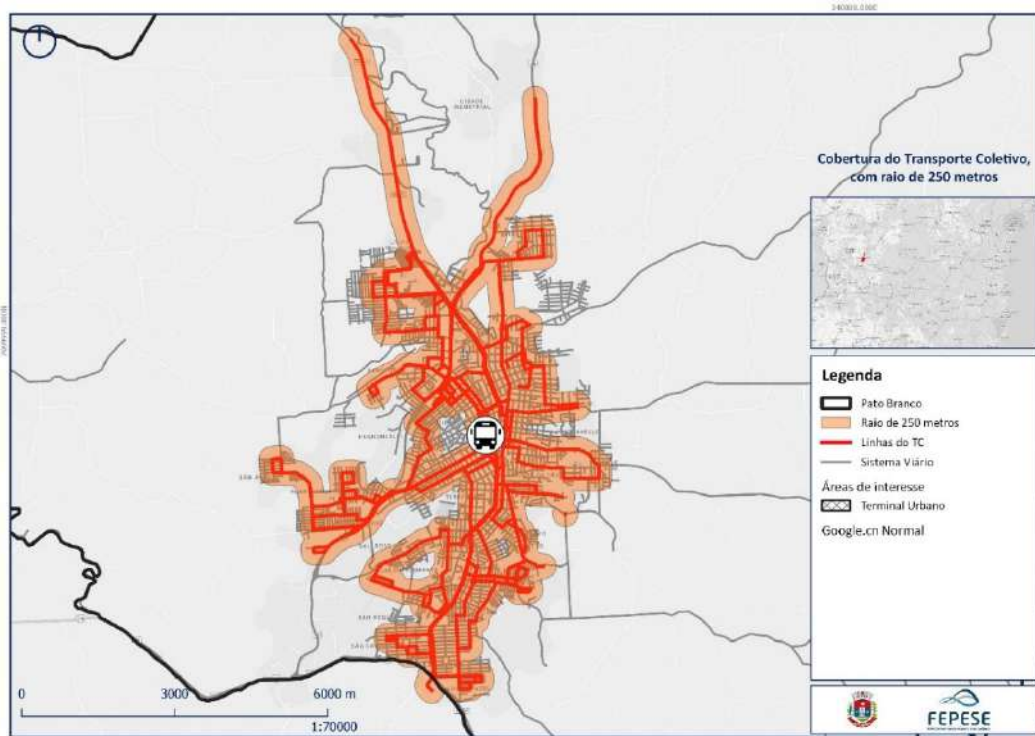 Cobertura do Transporte Coletivo,
com raio de 250 metros
Legenda
Pato Branco
Raio de 250 metros
Linhas do TC
Sistema Viário
Áreas de interesse
Terminal Urbano
Google.cn Normal
0 3000 6000 m
1:70000
FEPESE